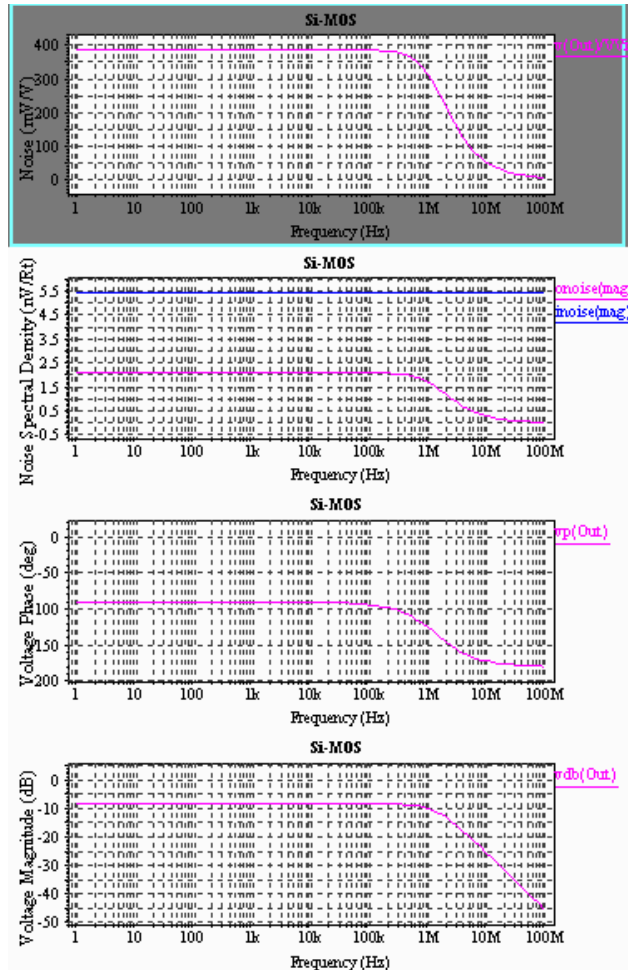 Si-MOS
400
300
200
100
0
Noise (mV/V)
1 10 100 1k 10k 100k 1M 10M 100M
Frequency (Hz)
Si-MOS
5.5
4.5
3.5
2.5
1.5
0.5
-0.5
Noise Spectral Density (nV/Rt)
onoise(mag)
inoise(mag)
1 10 100 1k 10k 100k 1M 10M 100M
Frequency (Hz)
Si-MOS
0
-50
-100
-150
-200
Voltage Phase (deg)
vp(Out)
1 10 100 1k 10k 100k 1M 10M 100M
Frequency (Hz)
Si-MOS
0
-10
-20
-30
-40
-50
Voltage Magnitude (dB)
vdb(Out)
1 10 100 1k 10k 100k 1M 10M 100M
Frequency (Hz)